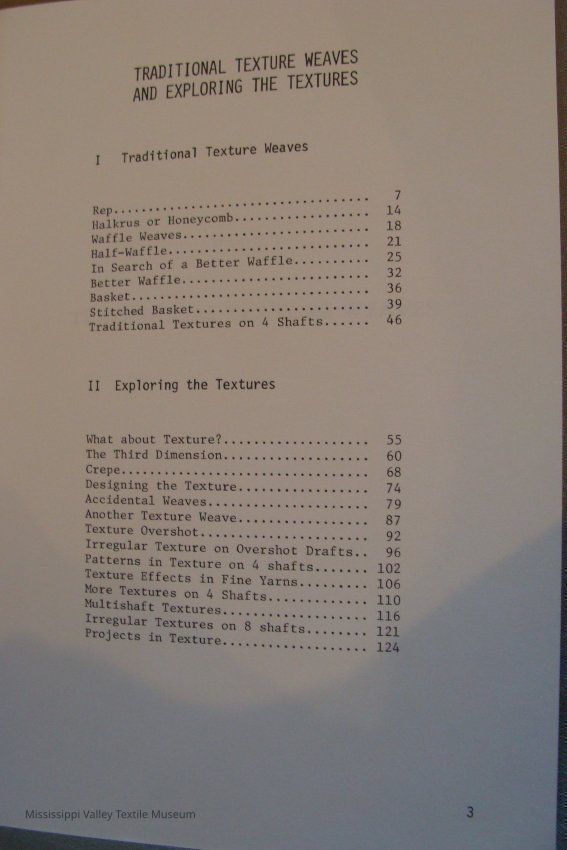 TRADITIONAL TEXTURE WEAVES
AND EXPLORING THE TEXTURES
I Traditional Texture Weaves
Rep.................................... 7
Halkrus or Honeycomb.................. 14
Waffle Weaves......................... 18
Half-Waffle........................... 21
In Search of a Better Waffle.......... 25
Better Waffle......................... 32
Basket................................ 36
Stitched Basket....................... 39
Traditional Textures on 4 Shafts...... 46
II Exploring the Textures
What about Texture?................... 55
The Third Dimension................... 60
Crepe................................. 68
Designing the Texture................. 74
Accidental Weaves..................... 79
Another Texture Weave................. 87
Texture Overshot...................... 92
Irregular Texture on Overshot Drafts.. 96
Patterns in Texture on 4 shafts....... 102
Texture Effects in Fine Yarns......... 106
More Textures on 4 Shafts............. 110
Multishaft Textures................... 116
Irregular Textures on 8 shafts........ 121
Projects in Texture................... 124
Mississippi Valley Textile Museum
3